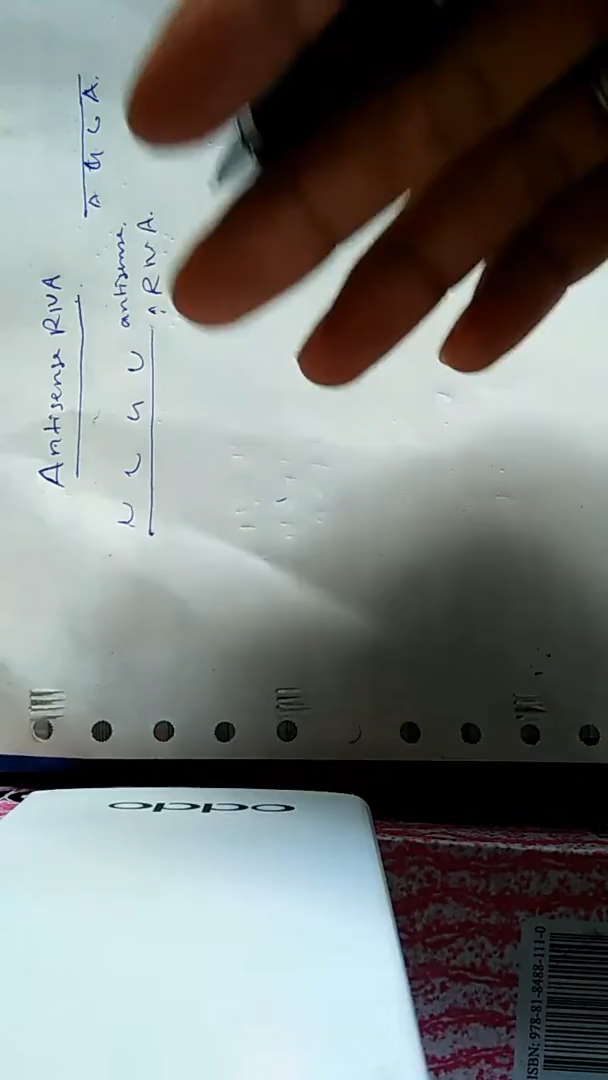 Antisense RNA
A G C A.
U C G U antisense
RNA.
oppo
ISBN: 978-81-8488-111-0